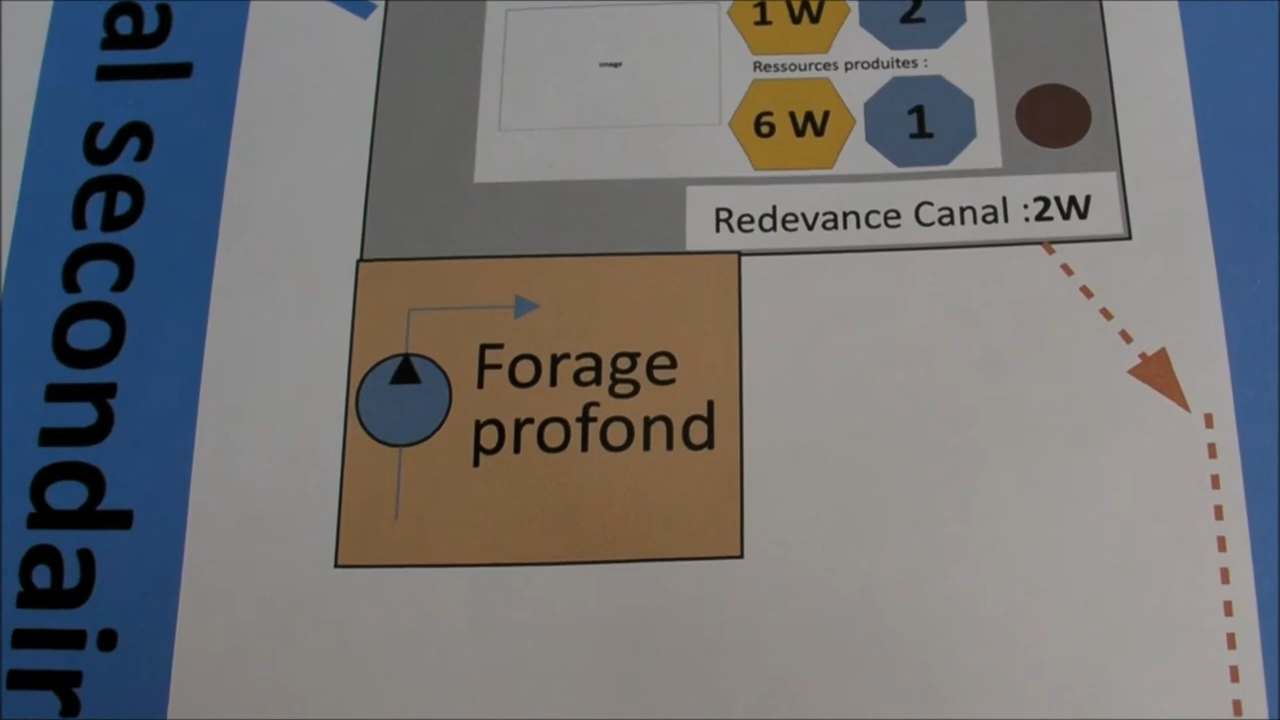 al secondair
1 W
2
image
Ressources produites :
6 W
1
Redevance Canal :2W
Forage
profond